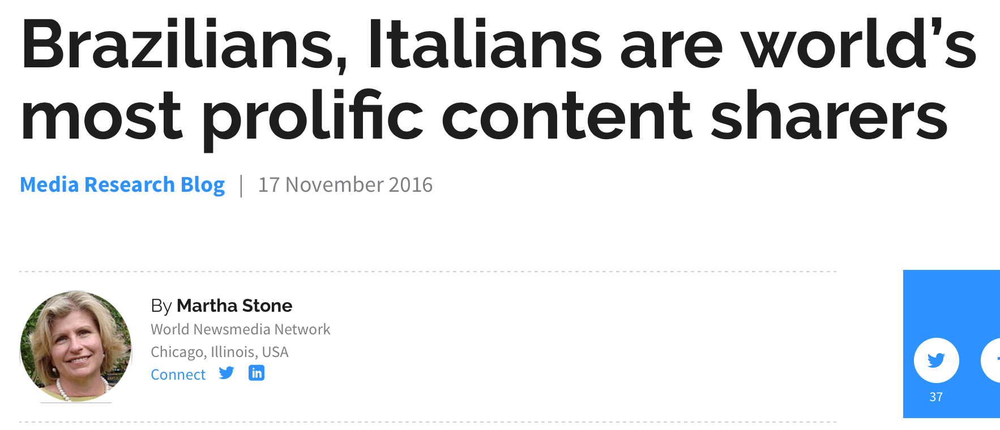 Brazilians, Italians are world’s
most prolific content sharers
Media Research Blog | 17 November 2016
By Martha Stone
World Newsmedia Network
Chicago, Illinois, USA
Connect in
37